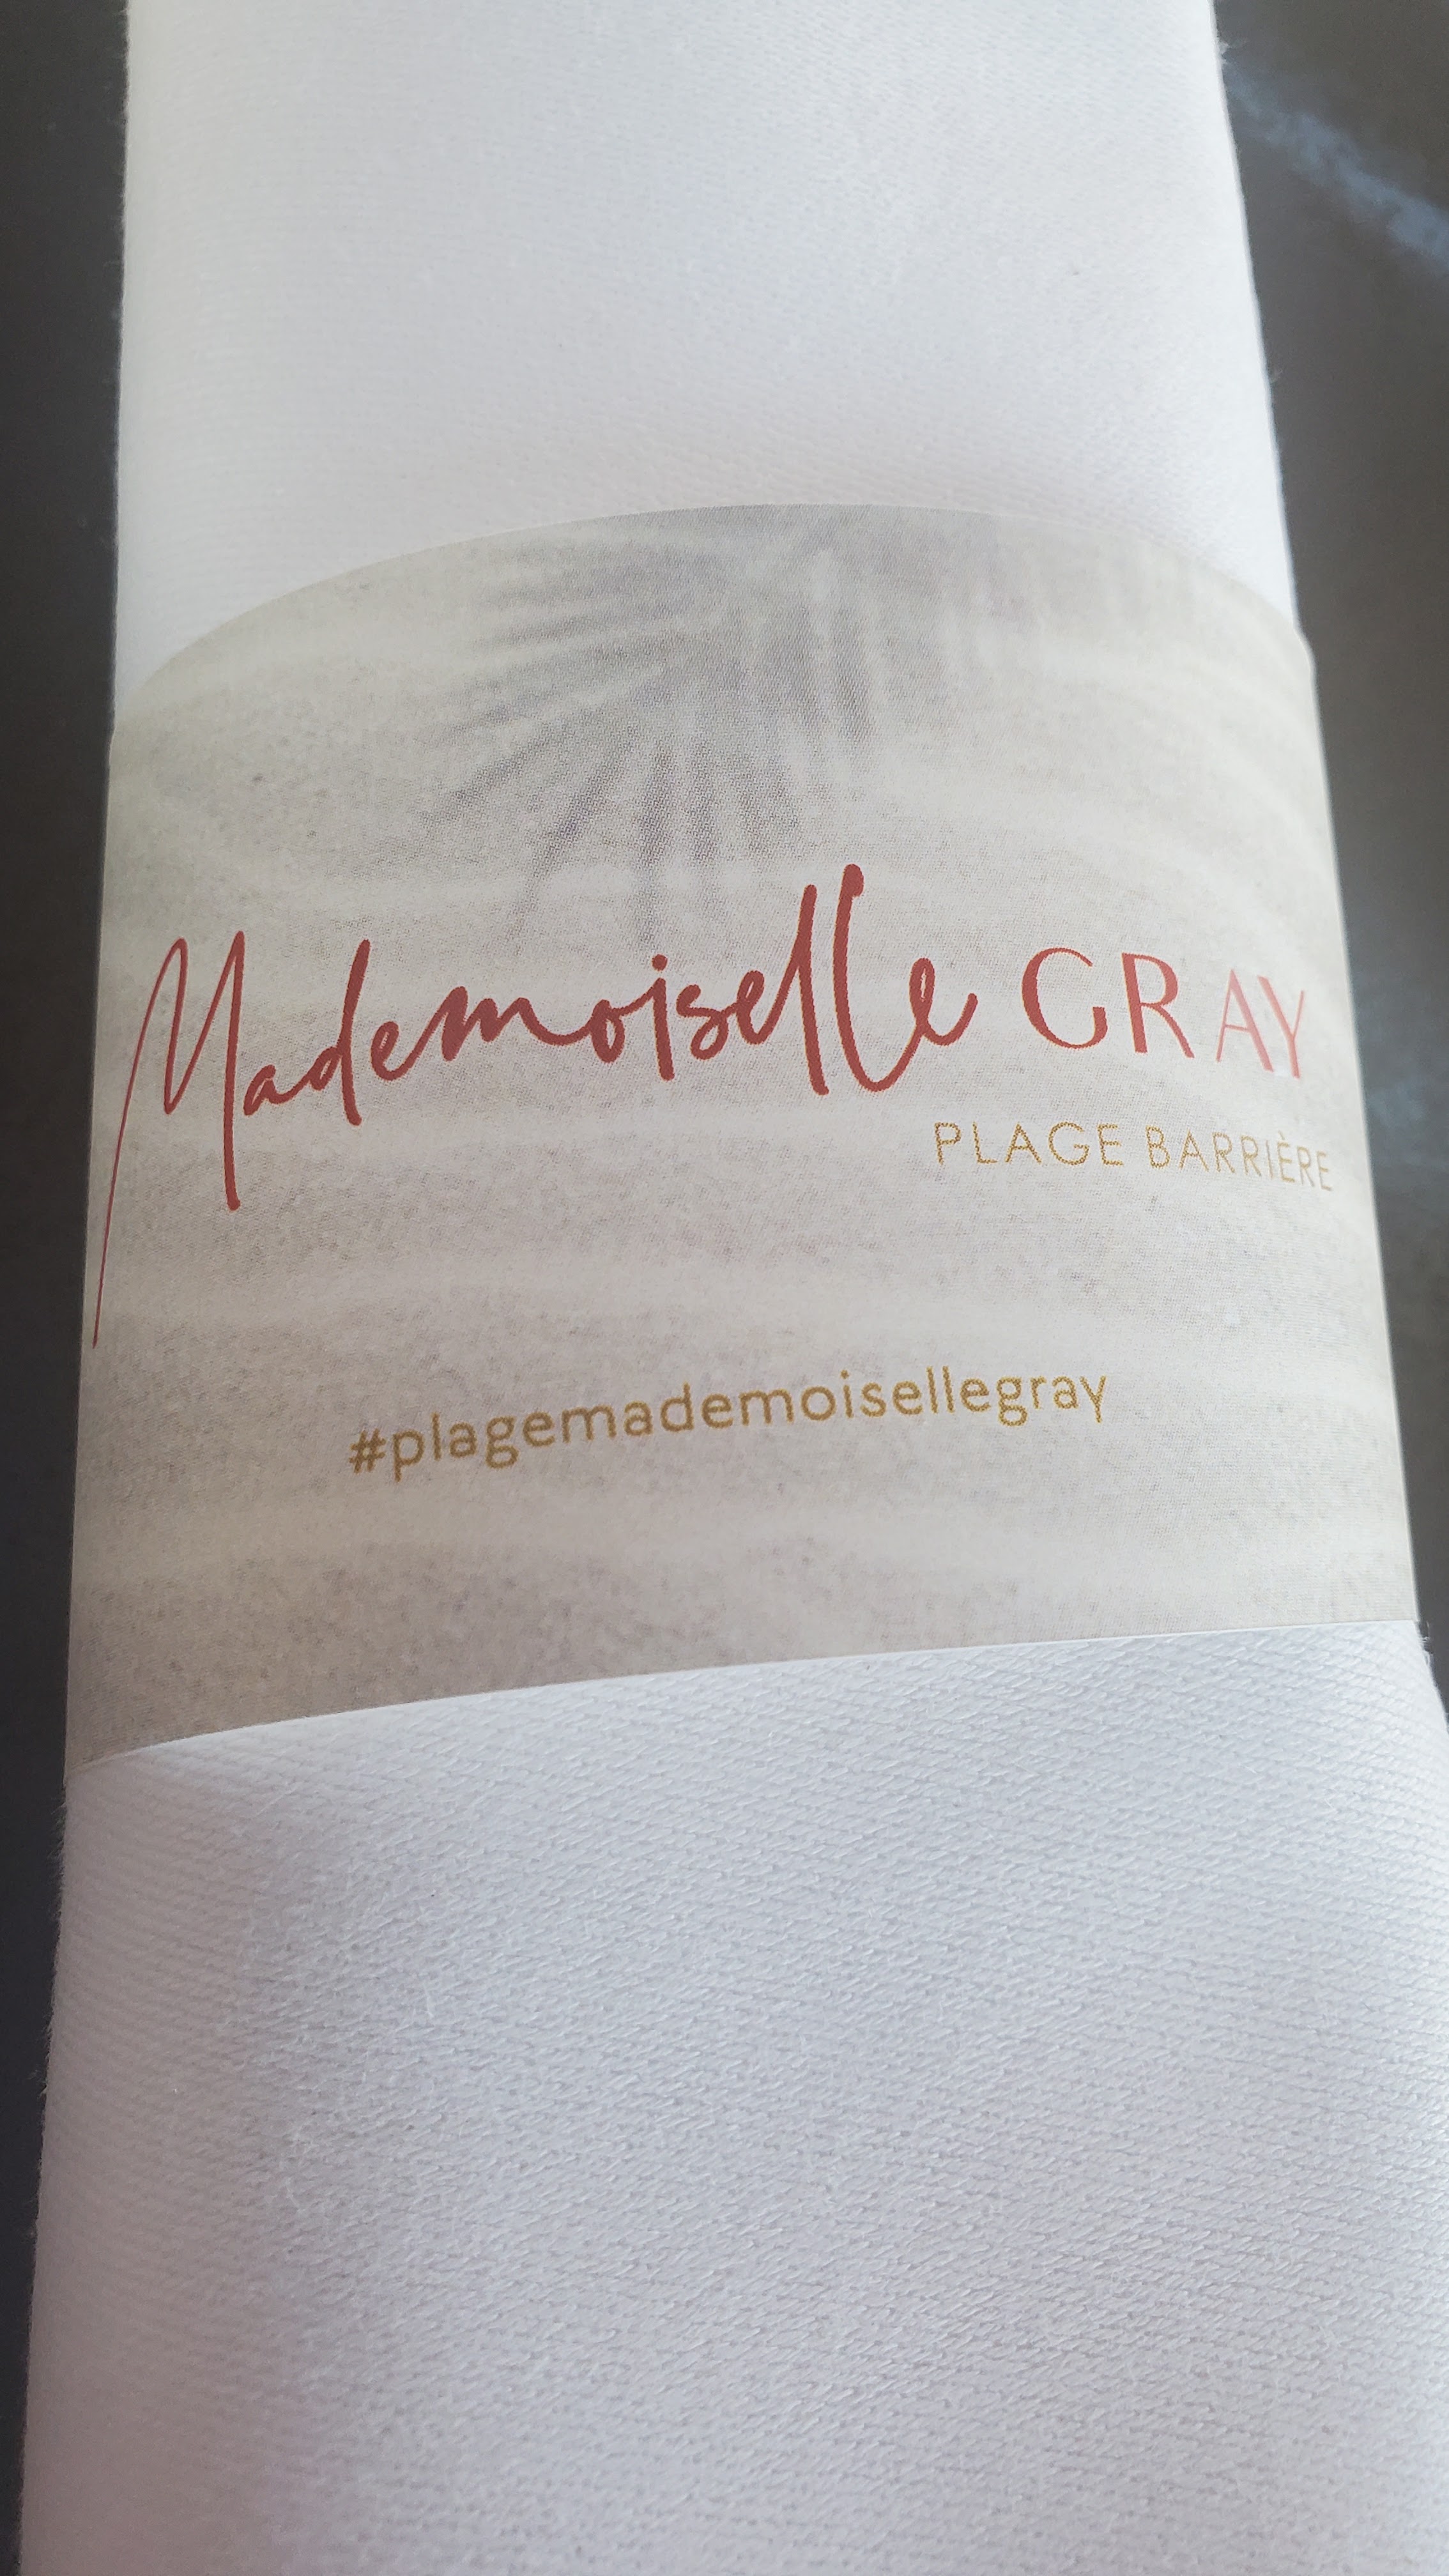 Mademoiselle GRAY
PLAGE BARRIÈRE
#plagemademoisellegray